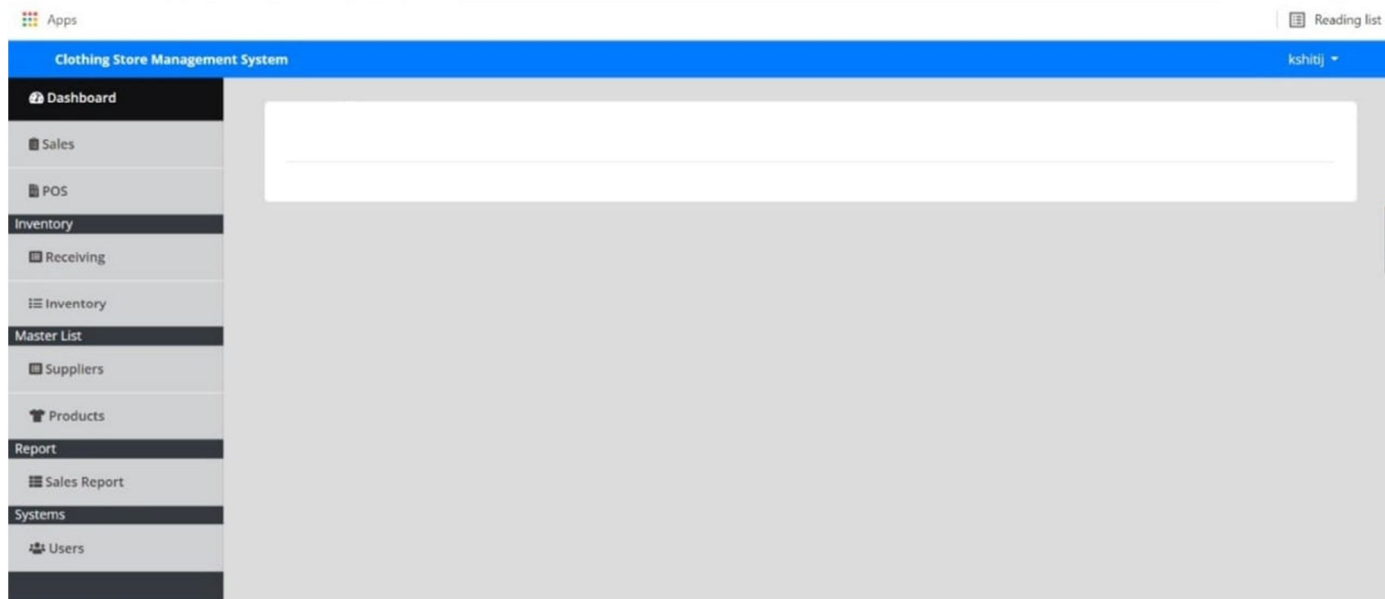 Apps
Reading list
Clothing Store Management System
kshitij
Dashboard
Sales
POS
Inventory
Receiving
Inventory
Master List
Suppliers
Products
Report
Sales Report
Systems
Users